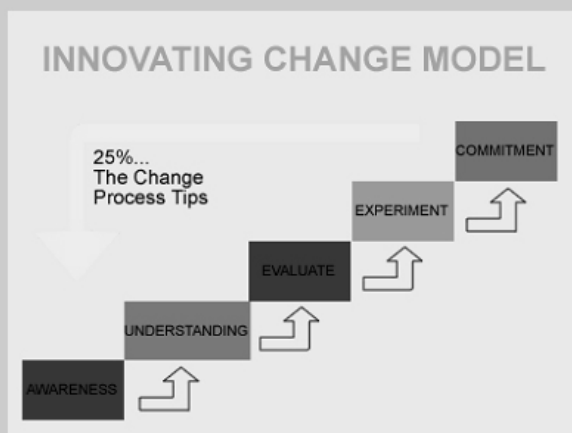 INNOVATING CHANGE MODEL
25%...
The Change
Process Tips
COMMITMENT
EXPERIMENT
EVALUATE
UNDERSTANDING
AWARENESS